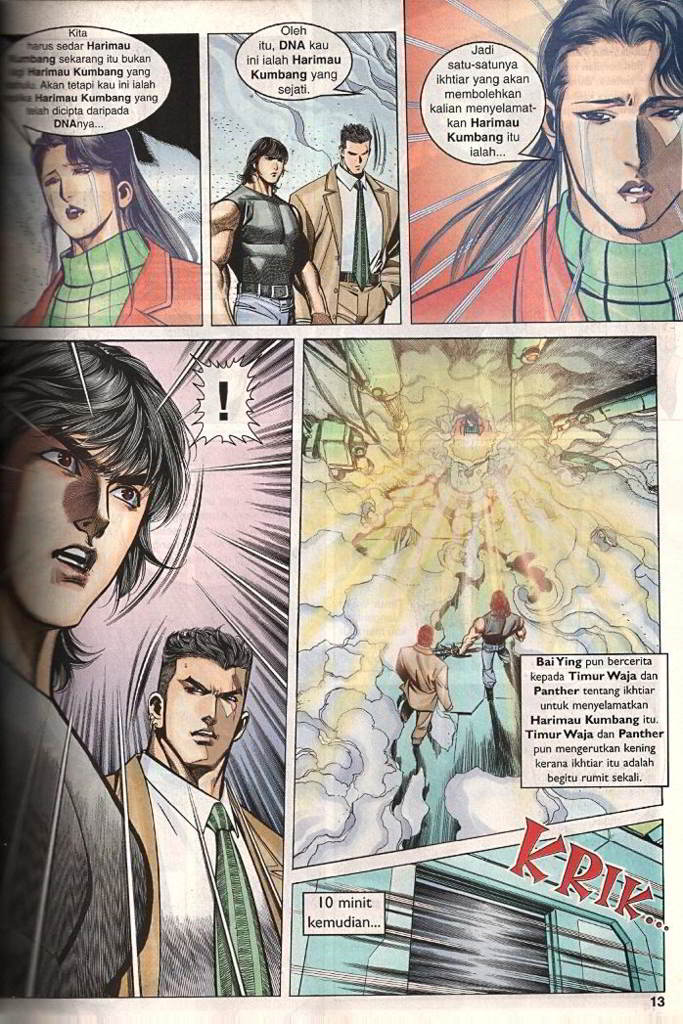 Kita
harus sedar Harimau
Kumbang sekarang itu bukan
lagi Harimau Kumbang yang
dahulu. Akan tetapi kau ini ialah
replika Harimau Kumbang yang
telah dicipta daripada
DNAnya...
Oleh
itu, DNA kau
ini ialah Harimau
Kumbang yang
sejati.
Jadi
satu-satunya
ikhtiar yang akan
membolehkan
kalian menyelamat-
kan Harimau
Kumbang itu
ialah...
!
Bai Ying pun bercerita
kepada Timur Waja dan
Panther tentang ikhtiar
untuk menyelamatkan
Harimau Kumbang itu.
Timur Waja dan Panther
pun mengerutkan kening
kerana ikhtiar itu adalah
begitu rumit sekali.
KRIK...
10 minit
kemudian...
13